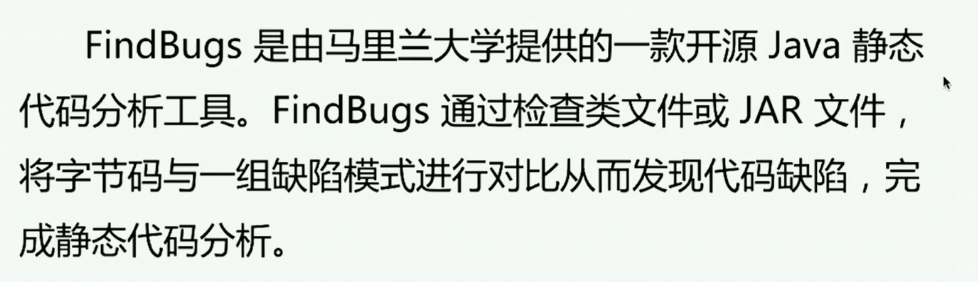 FindBugs 是由马里兰大学提供的一款开源 Java 静态
代码分析工具。FindBugs 通过检查类文件或 JAR 文件，
将字节码与一组缺陷模式进行对比从而发现代码缺陷，完
成静态代码分析。